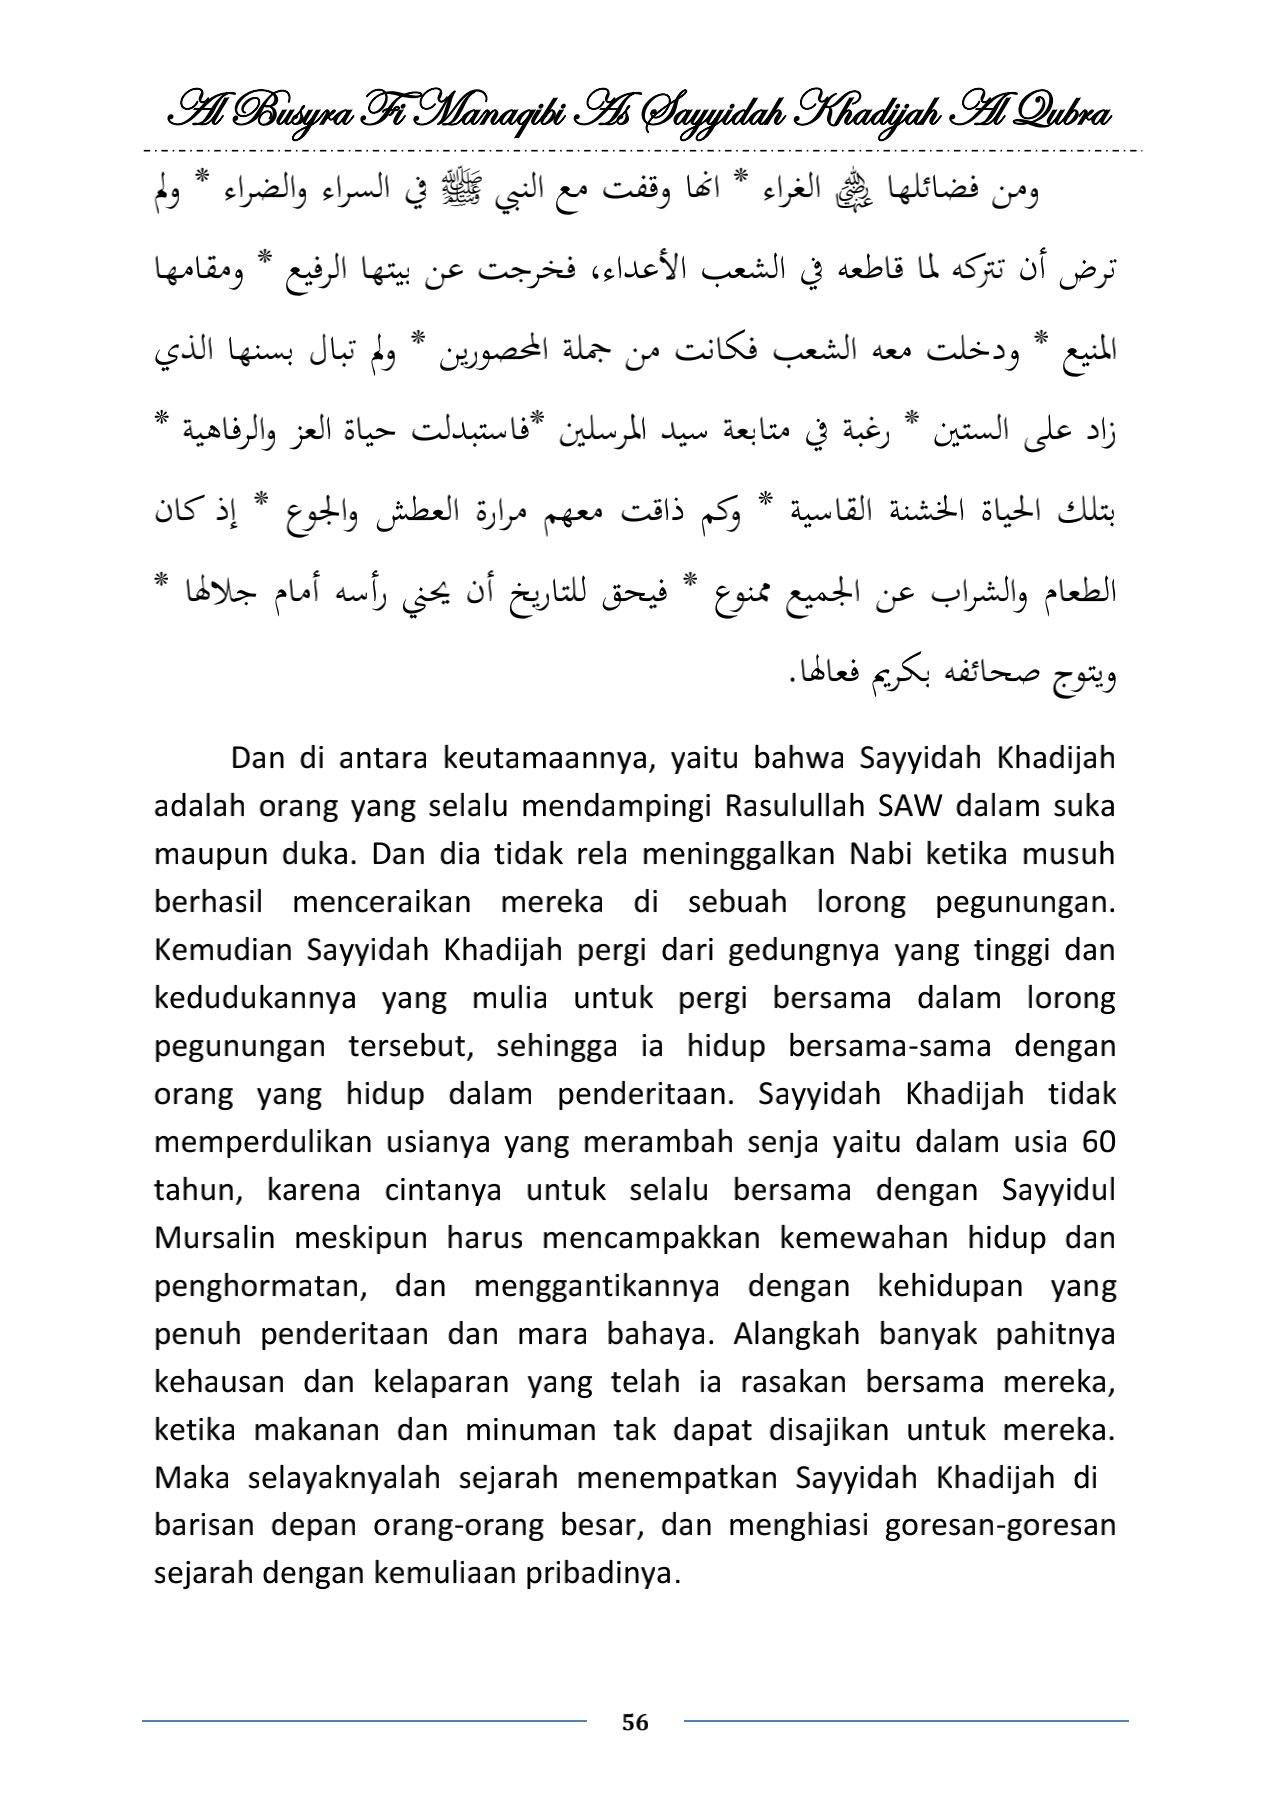 Al Busyra Fi Manaqibi As Sayyidah Khadijah Al Qubra
ومن فضائلها رضي الله عنها الغراء * انها وقفت مع النبي ﷺ في السراء والضراء * ولم
ترض أن تتركه لما قاطعه في الشعب الأعداء، فخرجت عن بيتها الرفيع * ومقامها
المنيع * ودخلت معه الشعب فكانت من جملة المحصورين * ولم تبال بسنها الذي
زاد على الستين * رغبة في متابعة سيد المرسلين *فاستبدلت حياة العز والرفاهية *
بتلك الحياة الخشنة القاسية * وكم ذاقت معهم مرارة العطش والجوع * إذ كان
الطعام والشراب عن الجميع ممنوع * فيحق للتاريخ أن يحني رأسه أمام جلالها *
ويتوج صحائفه بكريم فعالها.
Dan di antara keutamaannya, yaitu bahwa Sayyidah Khadijah
adalah orang yang selalu mendampingi Rasulullah SAW dalam suka
maupun duka. Dan dia tidak rela meninggalkan Nabi ketika musuh
berhasil menceraikan mereka di sebuah lorong pegunungan.
Kemudian Sayyidah Khadijah pergi dari gedungnya yang tinggi dan
kedudukannya yang mulia untuk pergi bersama dalam lorong
pegunungan tersebut, sehingga ia hidup bersama-sama dengan
orang yang hidup dalam penderitaan. Sayyidah Khadijah tidak
memperdulikan usianya yang merambah senja yaitu dalam usia 60
tahun, karena cintanya untuk selalu bersama dengan Sayyidul
Mursalin meskipun harus mencampakkan kemewahan hidup dan
penghormatan, dan menggantikannya dengan kehidupan yang
penuh penderitaan dan mara bahaya. Alangkah banyak pahitnya
kehausan dan kelaparan yang telah ia rasakan bersama mereka,
ketika makanan dan minuman tak dapat disajikan untuk mereka.
Maka selayaknyalah sejarah menempatkan Sayyidah Khadijah di
barisan depan orang-orang besar, dan menghiasi goresan-goresan
sejarah dengan kemuliaan pribadinya.
56